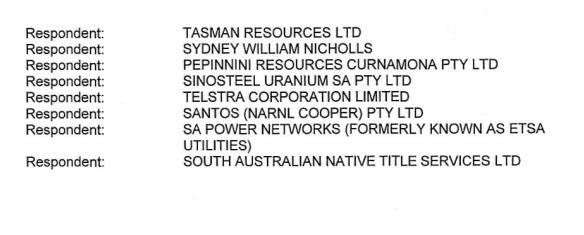 Respondent: TASMAN RESOURCES LTD
Respondent: SYDNEY WILLIAM NICHOLLS
Respondent: PEPINNINI RESOURCES CURNAMONA PTY LTD
Respondent: SINOSTEEL URANIUM SA PTY LTD
Respondent: TELSTRA CORPORATION LIMITED
Respondent: SANTOS (NARNL COOPER) PTY LTD
Respondent: SA POWER NETWORKS (FORMERLY KNOWN AS ETSA
UTILITIES)
Respondent: SOUTH AUSTRALIAN NATIVE TITLE SERVICES LTD